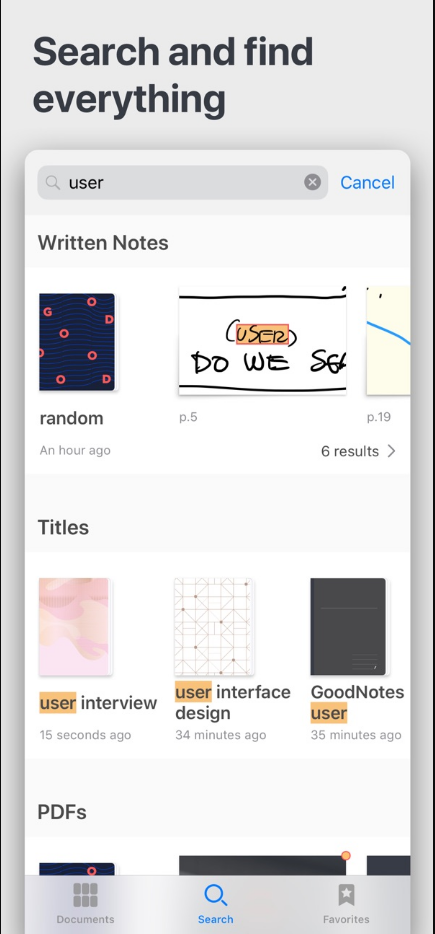 Search and find
everything
user
Cancel
Written Notes
G
O
D
O
O
O
D
(USER)
DO WE
random
p.5
p.19
An hour ago
6 results
Titles
user interview
15 seconds ago
user interface
design
34 minutes ago
GoodNotes
user
35 minutes ago
PDFs
Documents
Search
Favorites